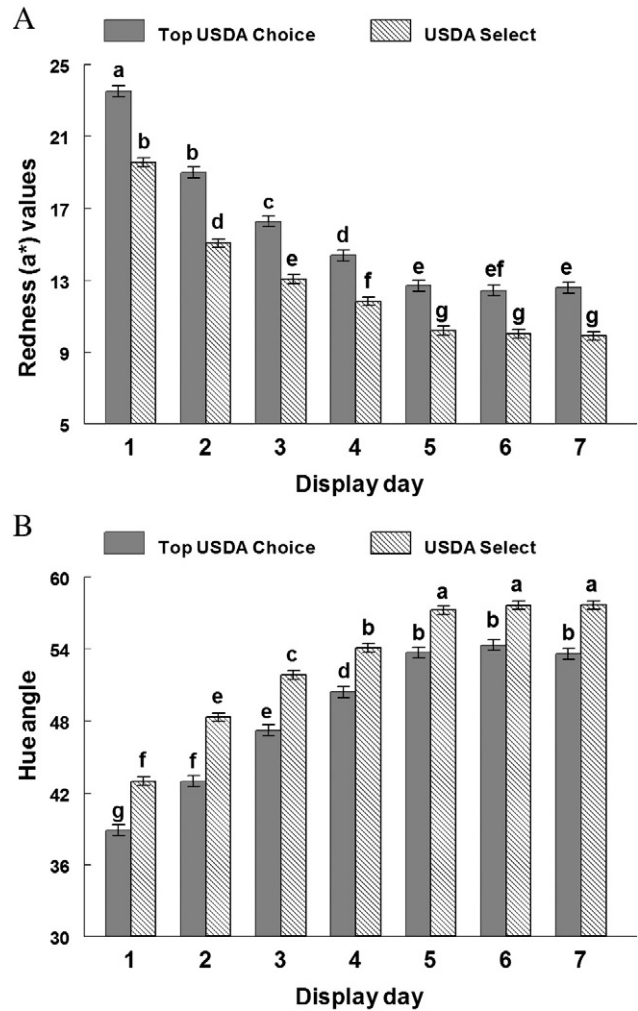 A
Top USDA Choice USDA Select
25
21
17
13
9
5
Redness (a*) values
a
b
b
d
c
e
d
f
e
g
ef
g
e
g
1 2 3 4 5 6 7
Display day
B
Top USDA Choice USDA Select
60
54
48
42
36
30
Hue angle
g
f
f
e
e
c
d
b
b
a
b
a
b
a
1 2 3 4 5 6 7
Display day